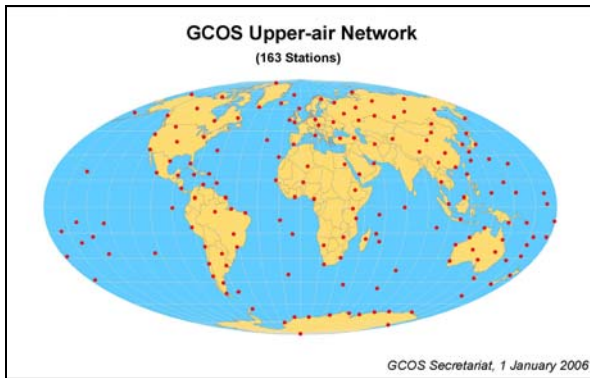 GCOS Upper-air Network
(163 Stations)
GCOS Secretariat, 1 January 2006